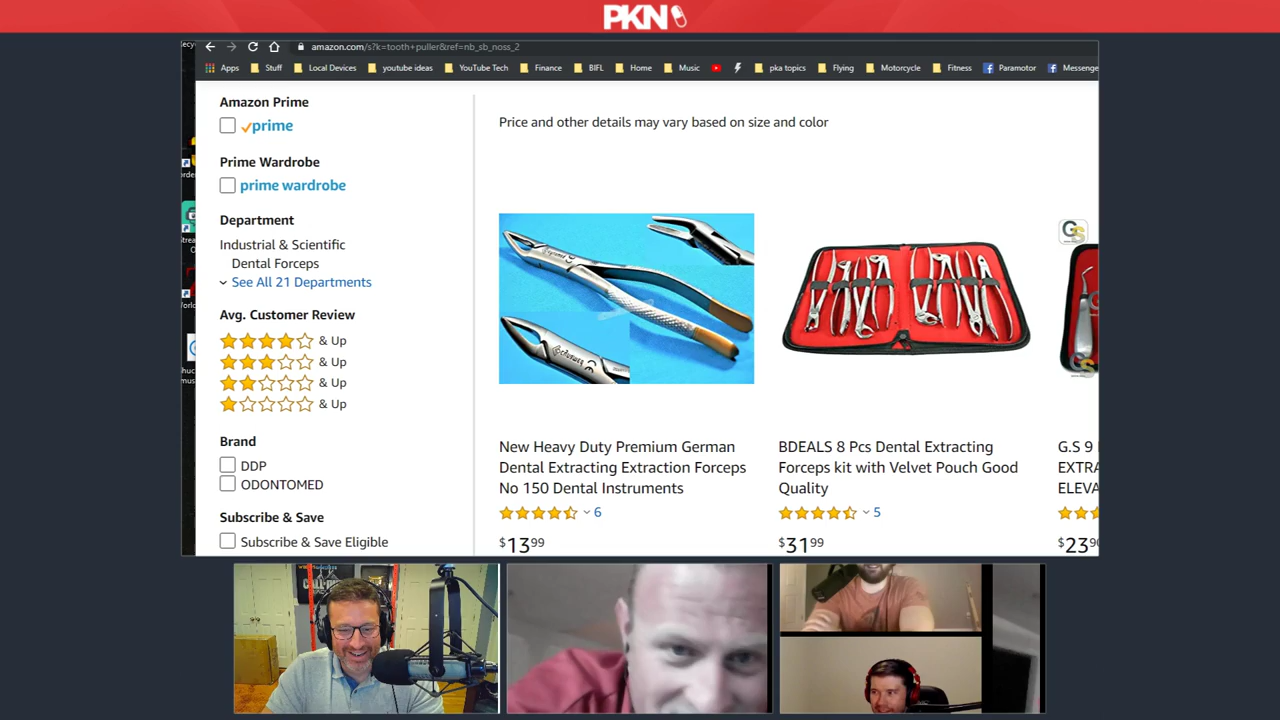 PKN
amazon.com/s?k=tooth+puller&ref=nb_sb_noss_2
Apps Stuff Local Devices youtube ideas YouTube Tech Finance BIFL Home Music pka topics Flying Motorcycle Fitness Paramotor Messenge
Amazon Prime
prime
Prime Wardrobe
prime wardrobe
Department
Industrial & Scientific
Dental Forceps
See All 21 Departments
Avg. Customer Review
& Up
& Up
& Up
& Up
Brand
DDP
ODONTOMED
Subscribe & Save
Subscribe & Save Eligible
Price and other details may vary based on size and color
New Heavy Duty Premium German
Dental Extracting Extraction Forceps
No 150 Dental Instruments
6
$1399
BDEALS 8 Pcs Dental Extracting
Forceps kit with Velvet Pouch Good
Quality
5
$3199
GS
G.S 9
EXTRA
ELEVA
$2390